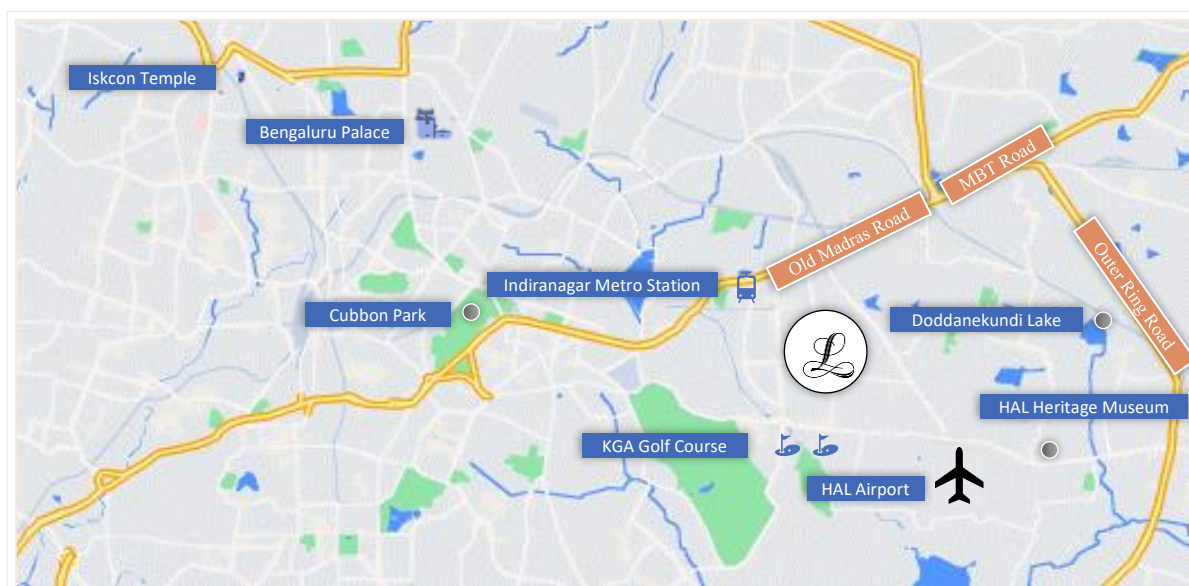 Iskcon Temple
Bengaluru Palace
MBT Road
Old Madras Road
Outer Ring Road
Indiranagar Metro Station
Cubbon Park
Doddanekundi Lake
L
HAL Heritage Museum
KGA Golf Course
HAL Airport